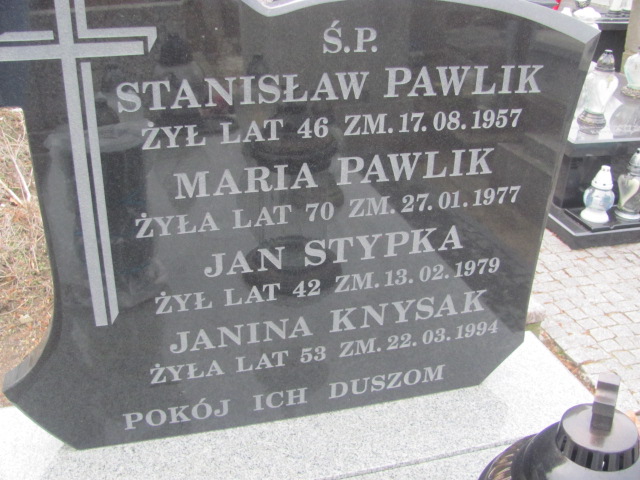 Ś.P.
STANISŁAW PAWLIK
ŻYŁ LAT 46 ZM. 17.08.1957
MARIA PAWLIK
ŻYŁA LAT 70 ZM. 27.01.1977
JAN STYPKA
ŻYŁ LAT 42 ZM. 13.02.1979
JANINA KNYSAK
ŻYŁA LAT 53 ZM. 22.03.1994
POKÓJ ICH DUSZOM